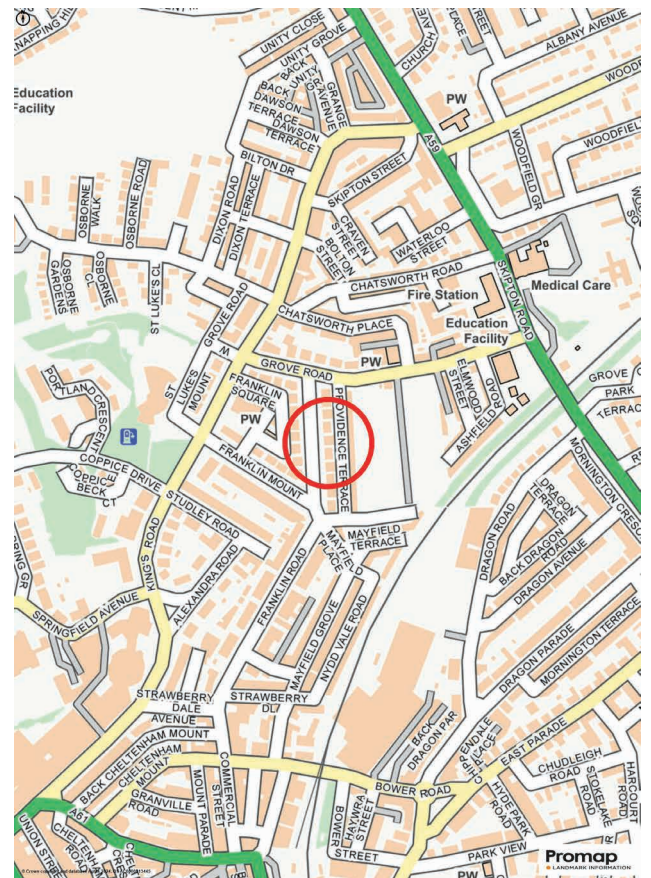 KNAPPING HILL
UNITY CLOSE
UNITY GROVE
BACK UNITY
GRANGE AVENUE
BACK DAWSON TERRACE
DAWSON TERRACE
CHURCH AVENUE
STREET
ALBANY AVENUE
Education
Facility
PW
A59
WOODFIELD GR
WOODFIEL
BILTON DR
SKIPTON STREET
OSBORNE WALK
OSBORNE ROAD
DIXON ROAD
DIXON TERRACE
CRAVEN STREET
BOLTON STREET
WATERLOO STREET
OSBORNE GARDENS
OSBORNE CL
ST LUKE'S CL
GROVE ROAD
CHATSWORTH ROAD
SKIPTON ROAD
Medical Care
Fire Station
CHATSWORTH PLACE
Education
Facility
PW
ST LUKE'S MOUNT
GROVE ROAD
FRANKLIN SQUARE
PW
PROVIDENCE TERRACE
ELMWOOD STREET
ASHFIELD ROAD
GROVE
PARK
TERRACE
PORTLAND CRESCENT
COPPICE DRIVE
COPPICE BECK CT
FRANKLIN MOUNT
STUDLEY ROAD
MORNINGTON CRESC
DRAGON TERRACE
DRAGON ROAD
BACK DRAGON ROAD
DRAGON AVENUE
MAYFIELD TERRACE
MAYFIELD PLACE
KING'S ROAD
ALEXANDRA ROAD
FRANKLIN ROAD
SPRINGFIELD AVENUE
RING GR
MAYFIELD GROVE
NYDD VALE ROAD
DRAGON PARADE
MORNINGTON TERRACE
STRAWBERRY DALE
AVENUE
STRAWBERRY DL
BACK CHELTENHAM MOUNT
CHELTENHAM MOUNT
BACK DRAGON PAR
CHIPPENDALE PLACE
EAST PARADE
CHUDLEIGH ROAD
GRANVILLE ROAD
MOUNT PARADE
COMMERCIAL STREET
BOWER ROAD
HYDE PARK ROAD
STOKELAKE ROAD
HARCOURT
A61
UNION STREET
BOWER STREET
HAYWRA STREET
PARK VIEW
Promap
LANDMARK INFORMATION